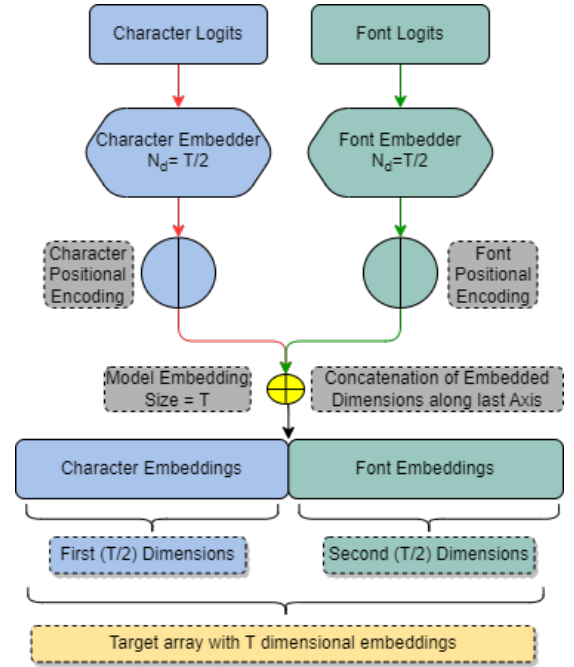 Character Logits
Font Logits
Character Embedder
N_d= T/2
Font Embedder
N_d=T/2
Character
Positional
Encoding
Font
Positional
Encoding
Model Embedding
Size = T
Concatenation of Embedded
Dimensions along last Axis
Character Embeddings
Font Embeddings
First (T/2) Dimensions
Second (T/2) Dimensions
Target array with T dimensional embeddings